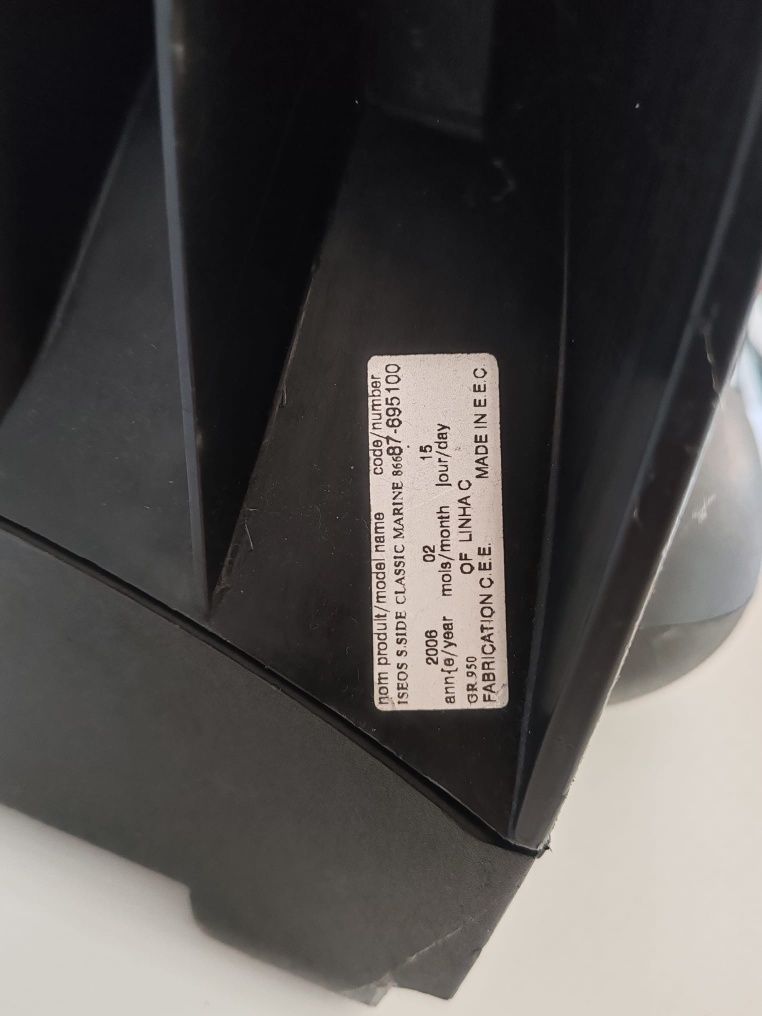 nom produit/model name code/number
ISEOS S.SIDE CLASSIC MARINE 86687-695100
2006 02 15
ann{e/year mois/month jour/day
GR 950 QF LINHA C
FABRICATION C.E.E. MADE IN E.E.C.